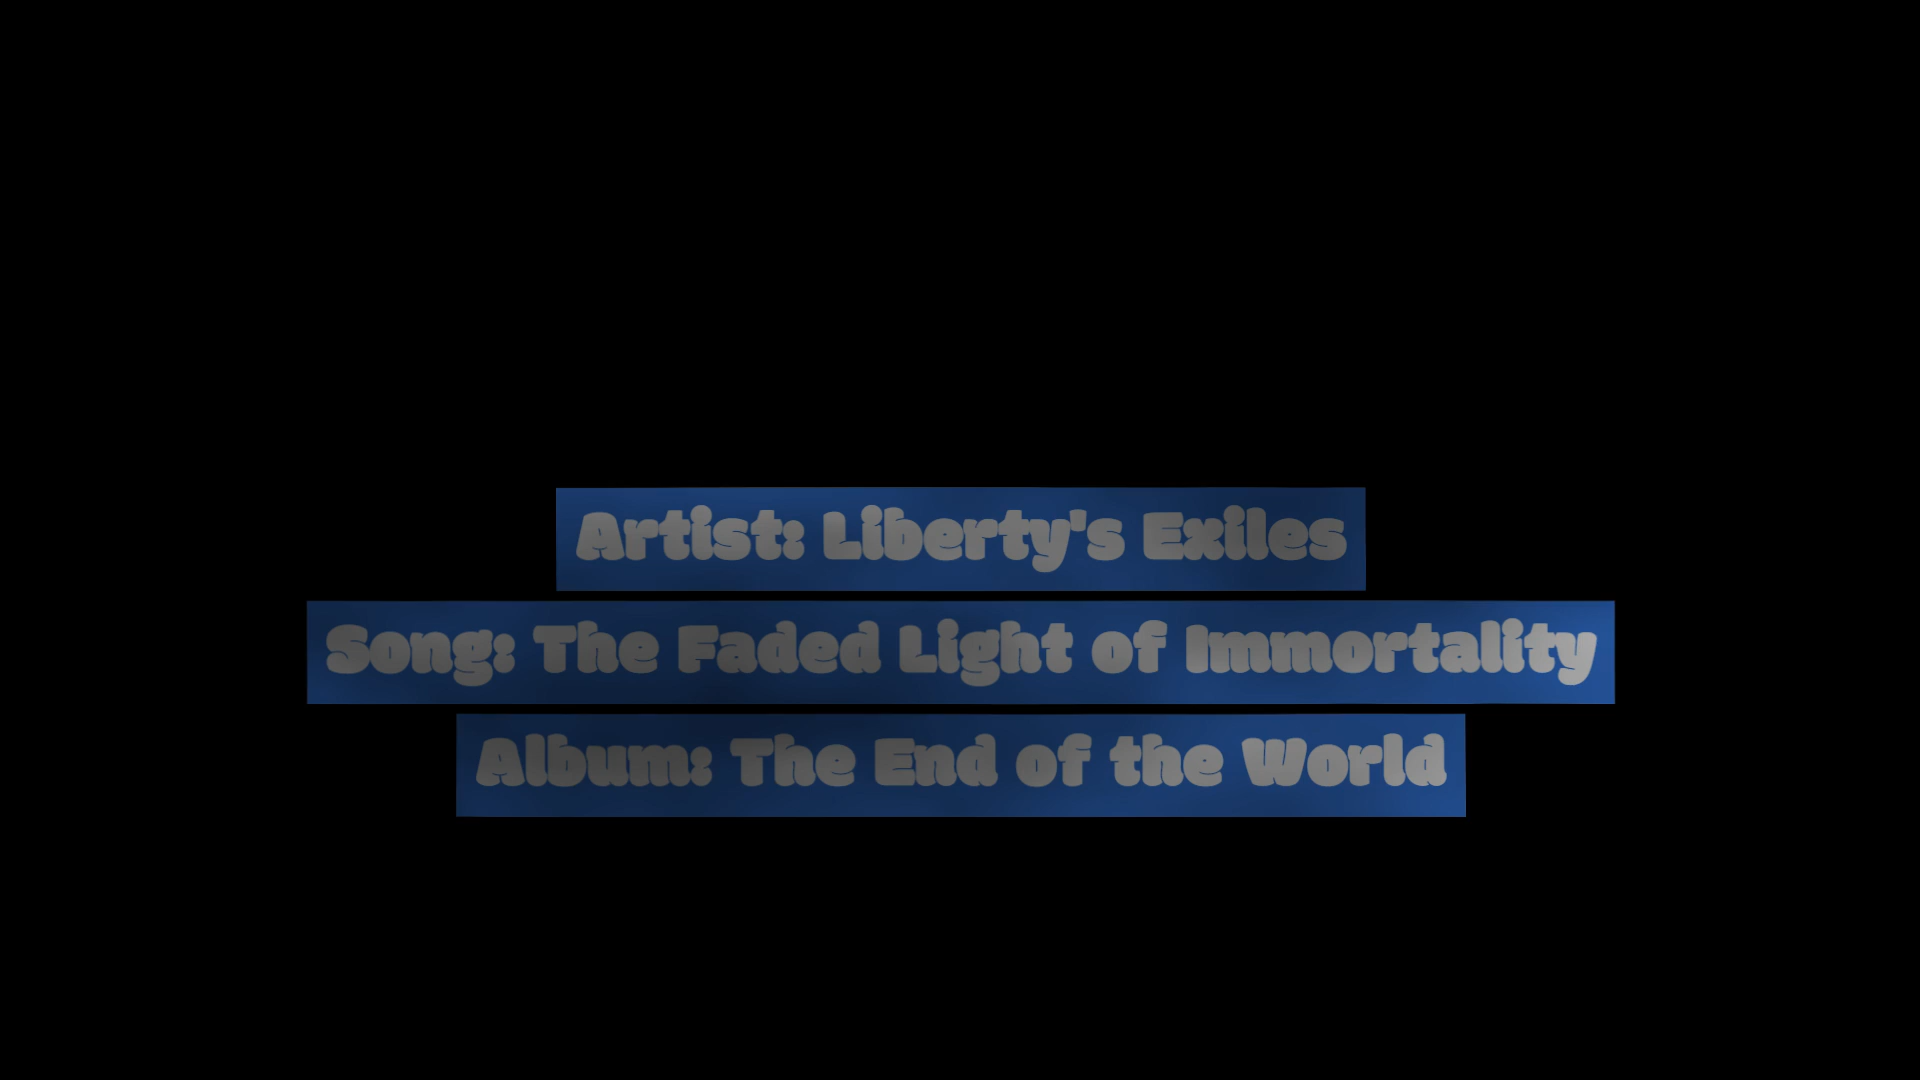 Artist: Liberty's Exiles
Song: The Faded Light of Immortality
Album: The End of the World